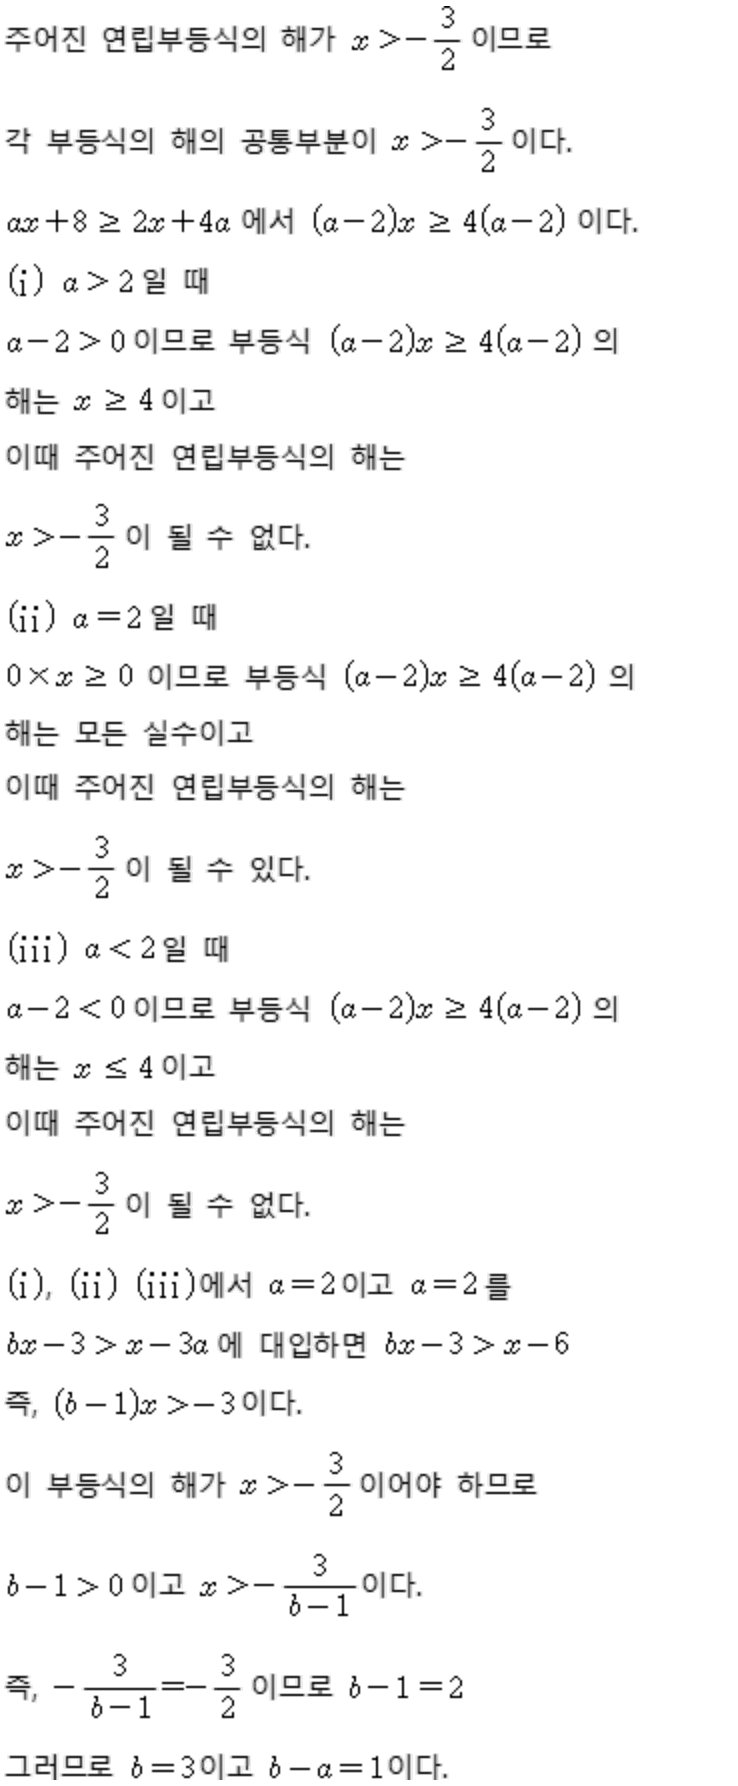 주어진 연립부등식의 해가 x > -3/2 이므로
각 부등식의 해의 공통부분이 x > -3/2 이다.
ax+8 ≥ 2x+4a 에서 (a-2)x ≥ 4(a-2) 이다.
(i) a > 2일 때
a-2 > 0이므로 부등식 (a-2)x ≥ 4(a-2) 의
해는 x ≥ 4이고
이때 주어진 연립부등식의 해는
x > -3/2 이 될 수 없다.
(ii) a = 2일 때
0×x ≥ 0 이므로 부등식 (a-2)x ≥ 4(a-2) 의
해는 모든 실수이고
이때 주어진 연립부등식의 해는
x > -3/2 이 될 수 있다.
(iii) a < 2일 때
a-2 < 0이므로 부등식 (a-2)x ≥ 4(a-2) 의
해는 x ≤ 4이고
이때 주어진 연립부등식의 해는
x > -3/2 이 될 수 없다.
(i), (ii) (iii)에서 a=2이고 a=2를
bx-3 > x-3a에 대입하면 bx-3 > x-6
즉, (b-1)x > -3이다.
이 부등식의 해가 x > -3/2 이어야 하므로
b-1 > 0이고 x > -3/(b-1) 이다.
즉, -3/(b-1) = -3/2 이므로 b-1=2
그러므로 b=3이고 b-a=1이다.